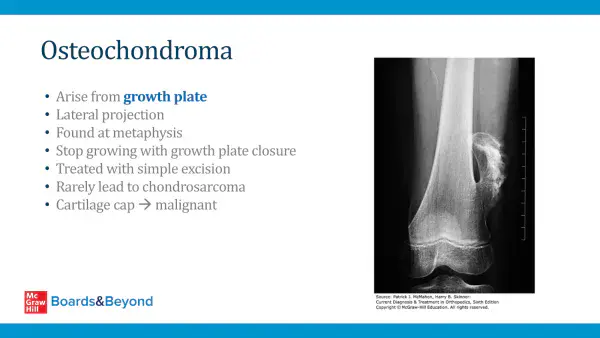 Osteochondroma
• Arise from growth plate
• Lateral projection
• Found at metaphysis
• Stop growing with growth plate closure
• Treated with simple excision
• Rarely lead to chondrosarcoma
• Cartilage cap → malignant
Source: Patrick J. McMahon, Harry B. Skinner:
Current Diagnosis & Treatment in Orthopedics, Sixth Edition
Copyright © McGraw-Hill Education. All rights reserved.
Mc
Graw
Hill
Boards&Beyond